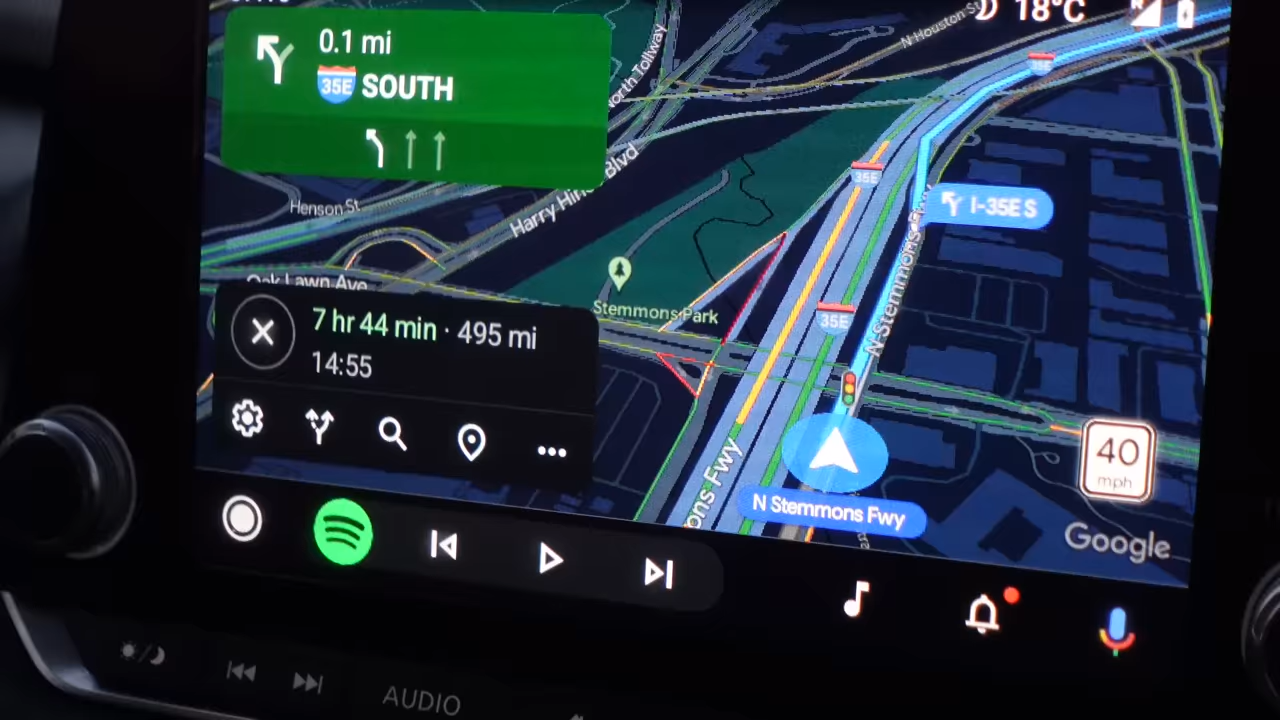 18°C
0.1 mi
35E SOUTH
N Houston St
North Tollway
35E
35E
Harry Hines Blvd
I-35E S
Henson St
Oak Lawn Ave
Stemmons Park
35E
N Stemmons Fwy
7 hr 44 min · 495 mi
14:55
40
mph
ons Fwy
N Stemmons Fwy
Google
AUDIO